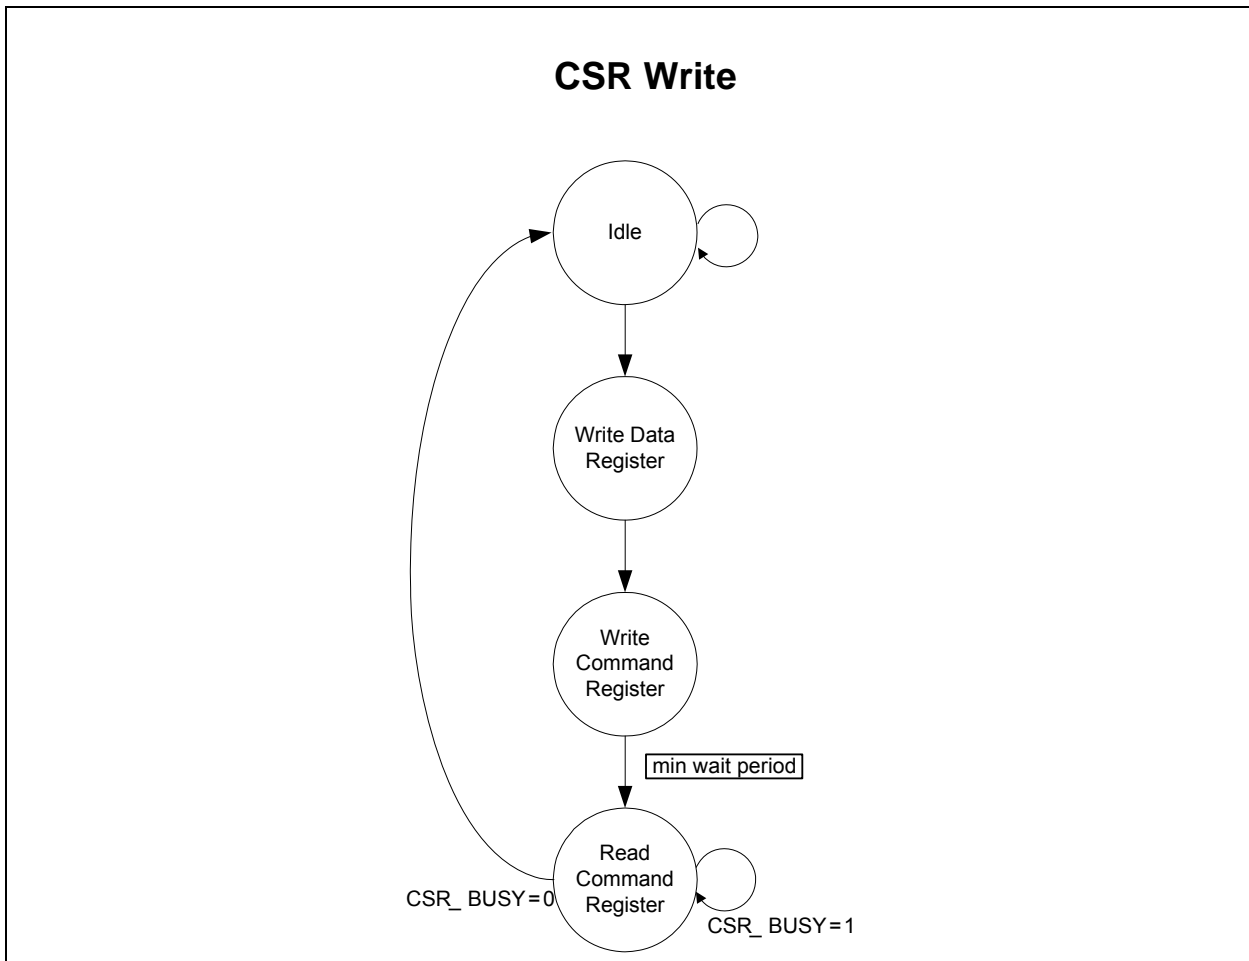 CSR Write
Idle
Write Data
Register
Write
Command
Register
min wait period
Read
Command
Register
CSR_ BUSY=0
CSR_ BUSY=1